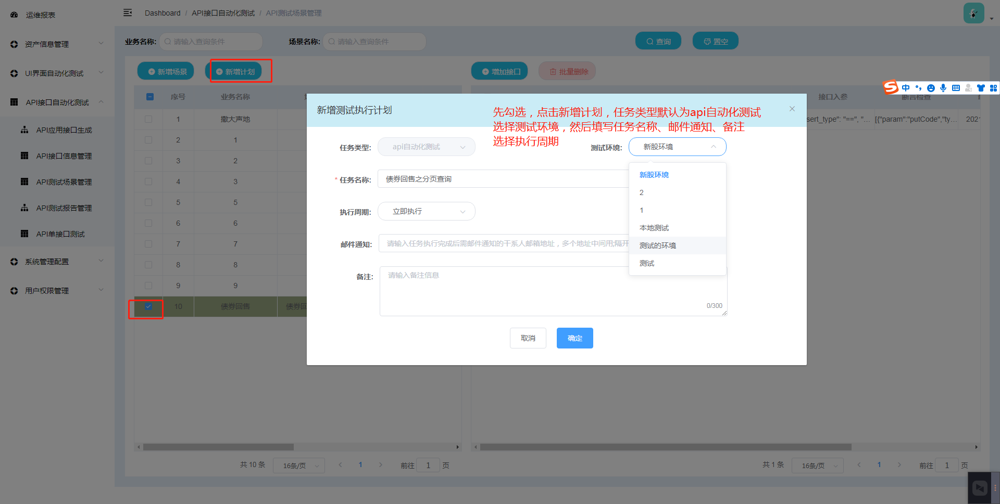 运维报表
资产信息管理
UI界面自动化测试
API接口自动化测试
API应用接口生成
API接口信息管理
API测试场景管理
API测试报告管理
API单接口测试
系统管理配置
用户权限管理
Dashboard / API接口自动化测试 / API测试场景管理
业务名称: 请输入查询条件 场景名称: 请输入查询条件 查询 置空
新增场景 新增计划 增加接口 批量删除
序号 业务名称 接口入参 断言检查
1 撒大声地 sert_type": "==", "... [{"param":"putCode","ty... 2021
2 1
3 2
4 3
5 5
6 6
7 7
8 8
9 9
10 债券回售 债券回
新增测试执行计划
先勾选，点击新增计划，任务类型默认为api自动化测试
选择测试环境，然后填写任务名称、邮件通知、备注
选择执行周期
任务类型: api自动化测试 测试环境: 新股环境
新股环境
2
1
本地测试
测试的环境
测试
* 任务名称: 债券回售之分页查询
执行周期: 立即执行
邮件通知: 请输入任务执行完成后需邮件通知的干系人邮箱地址，多个地址中间用;隔开
备注: 请输入备注信息
0/300
取消 确定
中
共 10 条 16条/页 1 前往 1 页
共 1 条 16条/页 1 前往 1 页